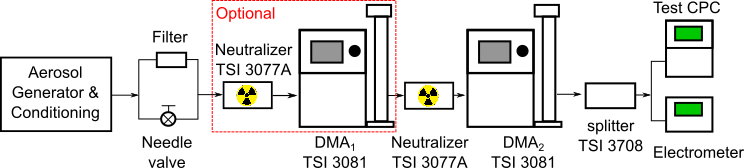 Optional
Test CPC
Filter
Neutralizer
TSI 3077A
Aerosol
Generator &
Conditioning
Needle
valve
DMA1
TSI 3081
Neutralizer
TSI 3077A
DMA2
TSI 3081
splitter
TSI 3708
Electrometer